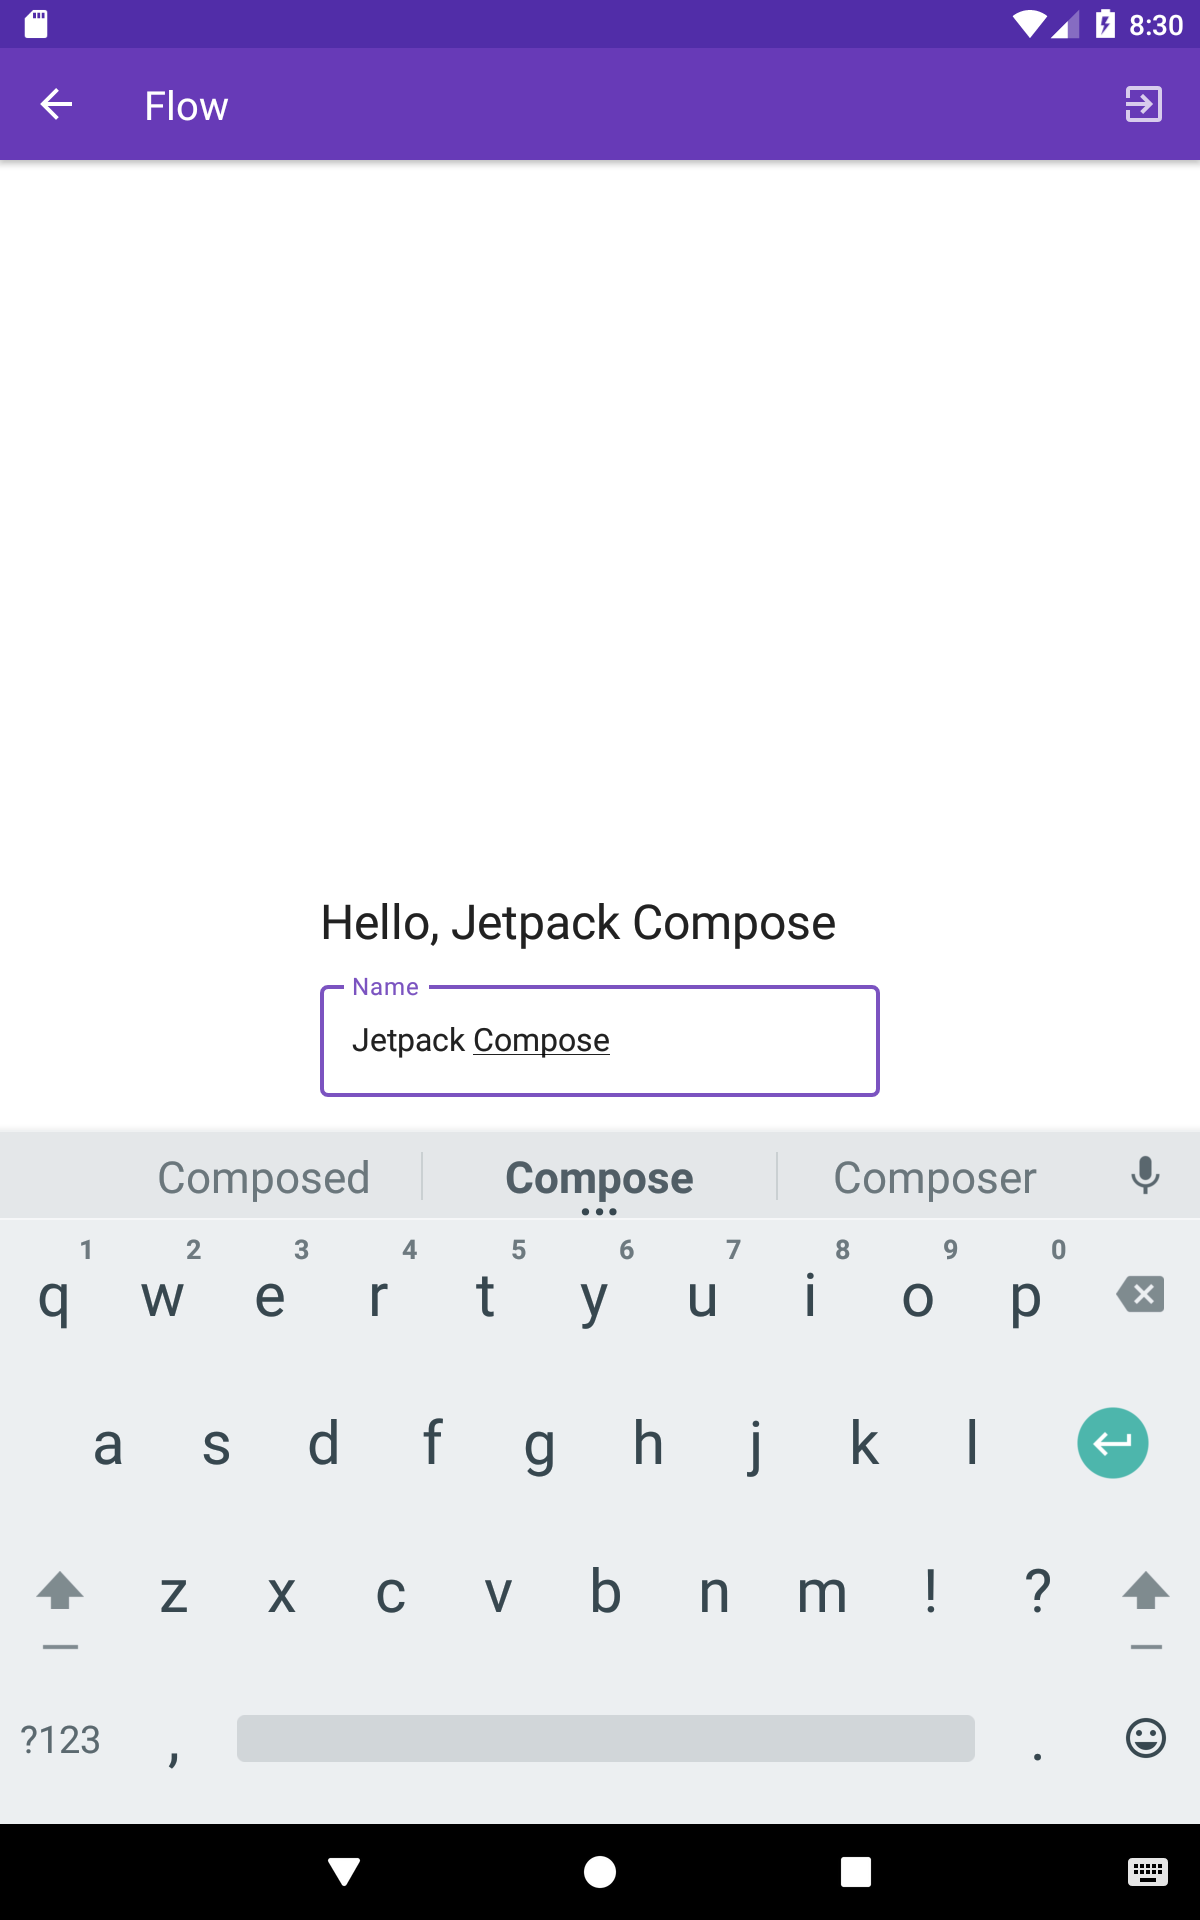 8:30
Flow
Hello, Jetpack Compose
Name
Jetpack Compose
Composed Compose Composer
1 2 3 4 5 6 7 8 9 0
q w e r t y u i o p
a s d f g h j k l
z x c v b n m ! ?
?123 , .